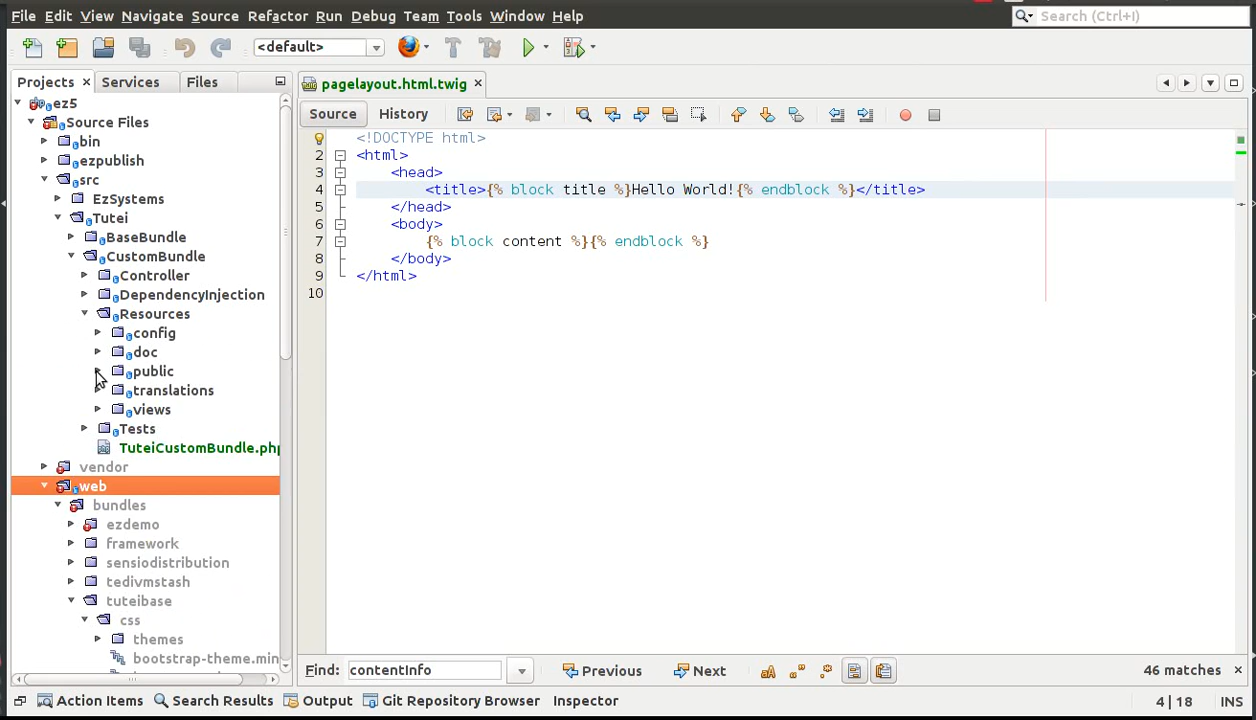 File Edit View Navigate Source Refactor Run Debug Team Tools Window Help
Search (Ctrl+I)
<default>
Projects Services Files
pagelayout.html.twig
Source History
ez5
Source Files
bin
ezpublish
src
EzSystems
Tutei
BaseBundle
CustomBundle
Controller
DependencyInjection
Resources
config
doc
public
translations
views
Tests
TuteiCustomBundle.php
vendor
web
bundles
ezdemo
framework
sensiodistribution
tedivmstash
tuteibase
css
themes
bootstrap-theme.min
<!DOCTYPE html>
2 <html>
3 <head>
4 <title>{% block title %}Hello World!{% endblock %}</title>
5 </head>
6 <body>
7 {% block content %}{% endblock %}
8 </body>
9 </html>
10
Find: contentInfo Previous Next 46 matches
Action Items Search Results Output Git Repository Browser Inspector 4|18 INS